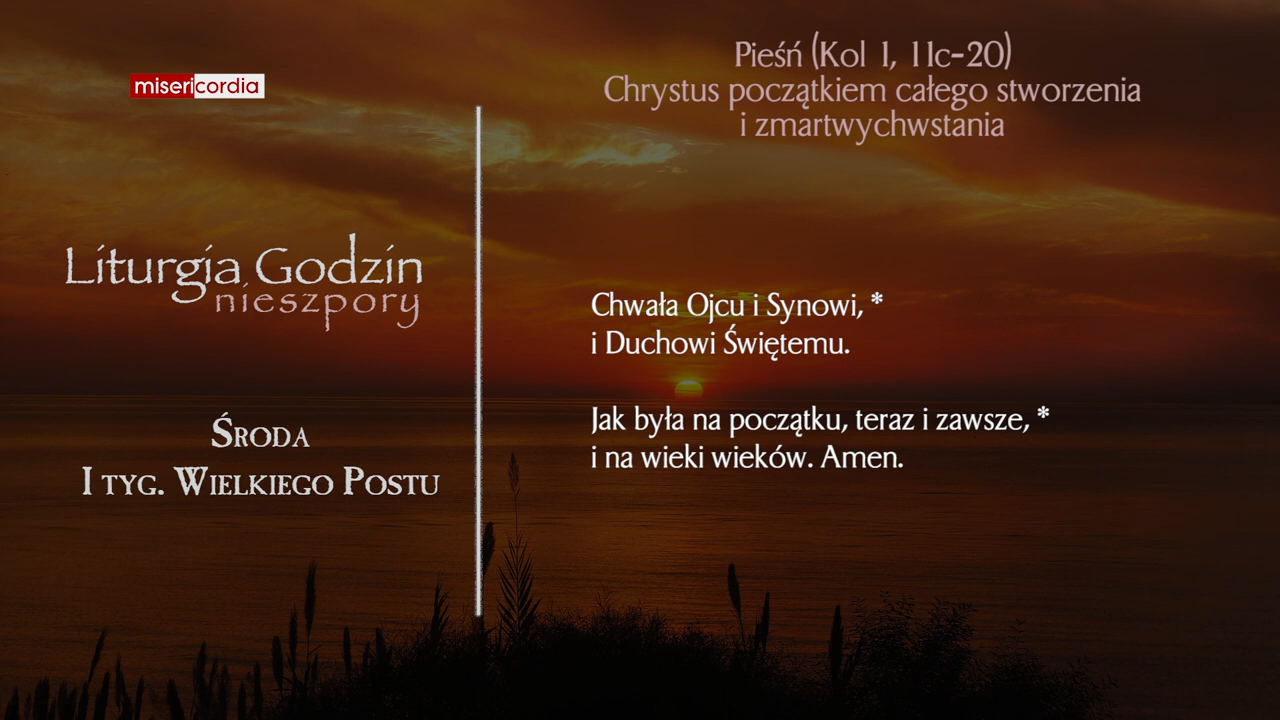 misericordia
Liturgia Godzin
nieszpory
Środa
I tyg. Wielkiego Postu
Pieśń (Kol 1, 11c-20)
Chrystus początkiem całego stworzenia
i zmartwychwstania
Chwała Ojcu i Synowi, *
i Duchowi Świętemu.
Jak była na początku, teraz i zawsze, *
i na wieki wieków. Amen.